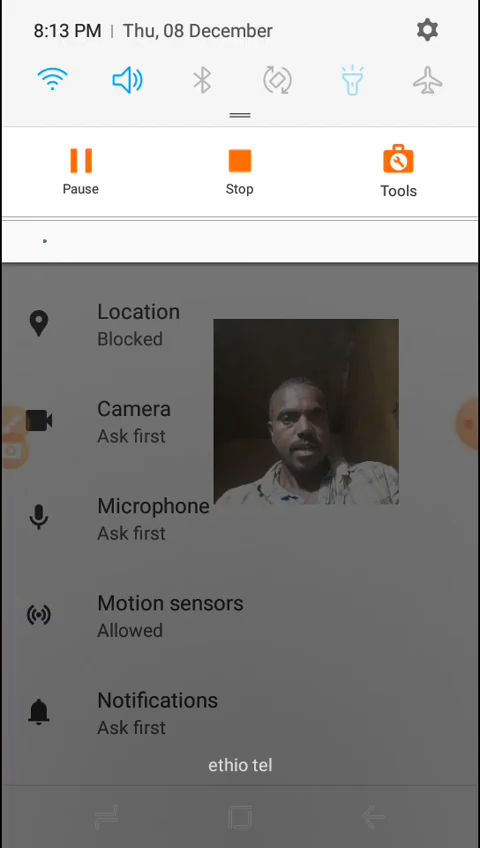 8:13 PM | Thu, 08 December
Pause Stop Tools
Location
Blocked
Camera
Ask first
Microphone
Ask first
Motion sensors
Allowed
Notifications
Ask first
ethio tel